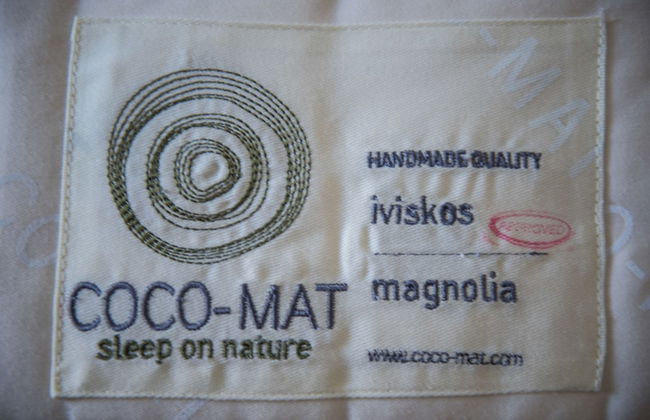 COCO-MAT
sleep on nature
HANDMADE QUALITY
iviskos
APPROVED
magnolia
www.coco-mat.com